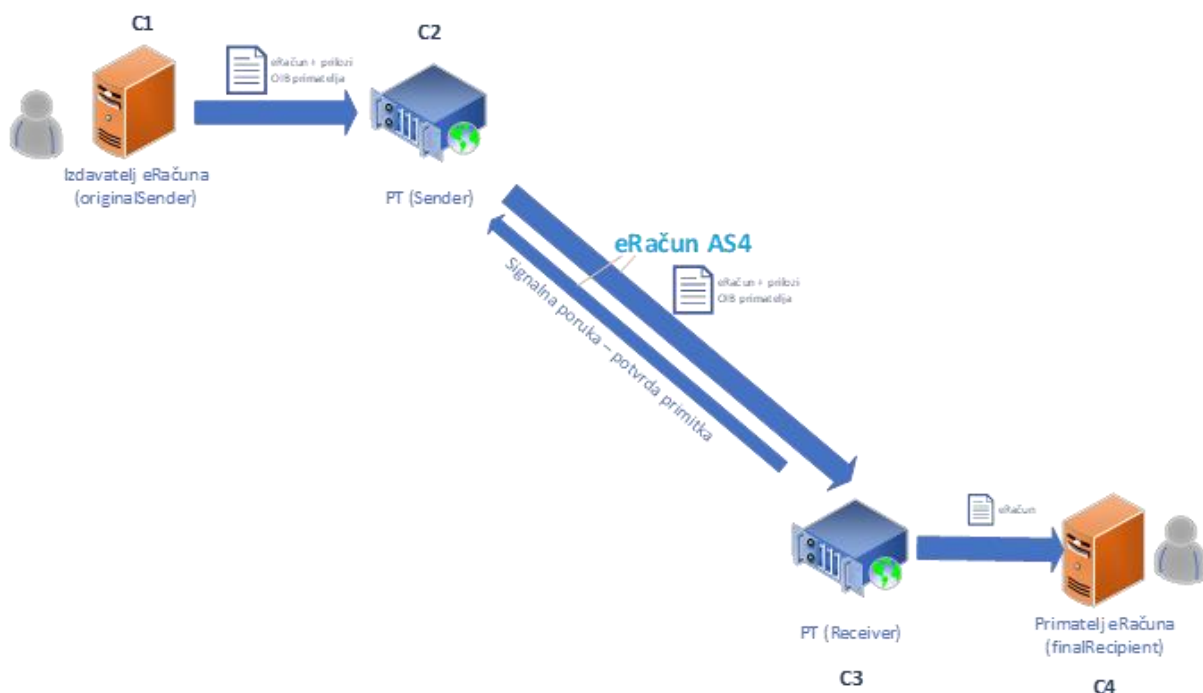 C1
C2
eRačun + prilozi
OIB primatelja
Izdavatelj eRačuna
(originalSender)
PT (Sender)
eRačun AS4
Signalna poruka – potvrda primitka
eRačun + prilozi
OIB primatelja
eRačun
PT (Receiver)
Primatelj eRačuna
(finalRecipient)
C3
C4